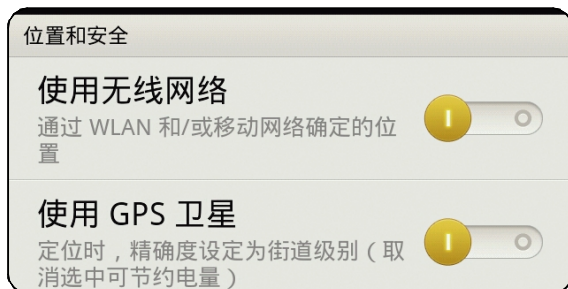 位置和安全
使用无线网络
通过 WLAN 和/或移动网络确定的位
置
使用 GPS 卫星
定位时，精确度设定为街道级别（取
消选中可节约电量）